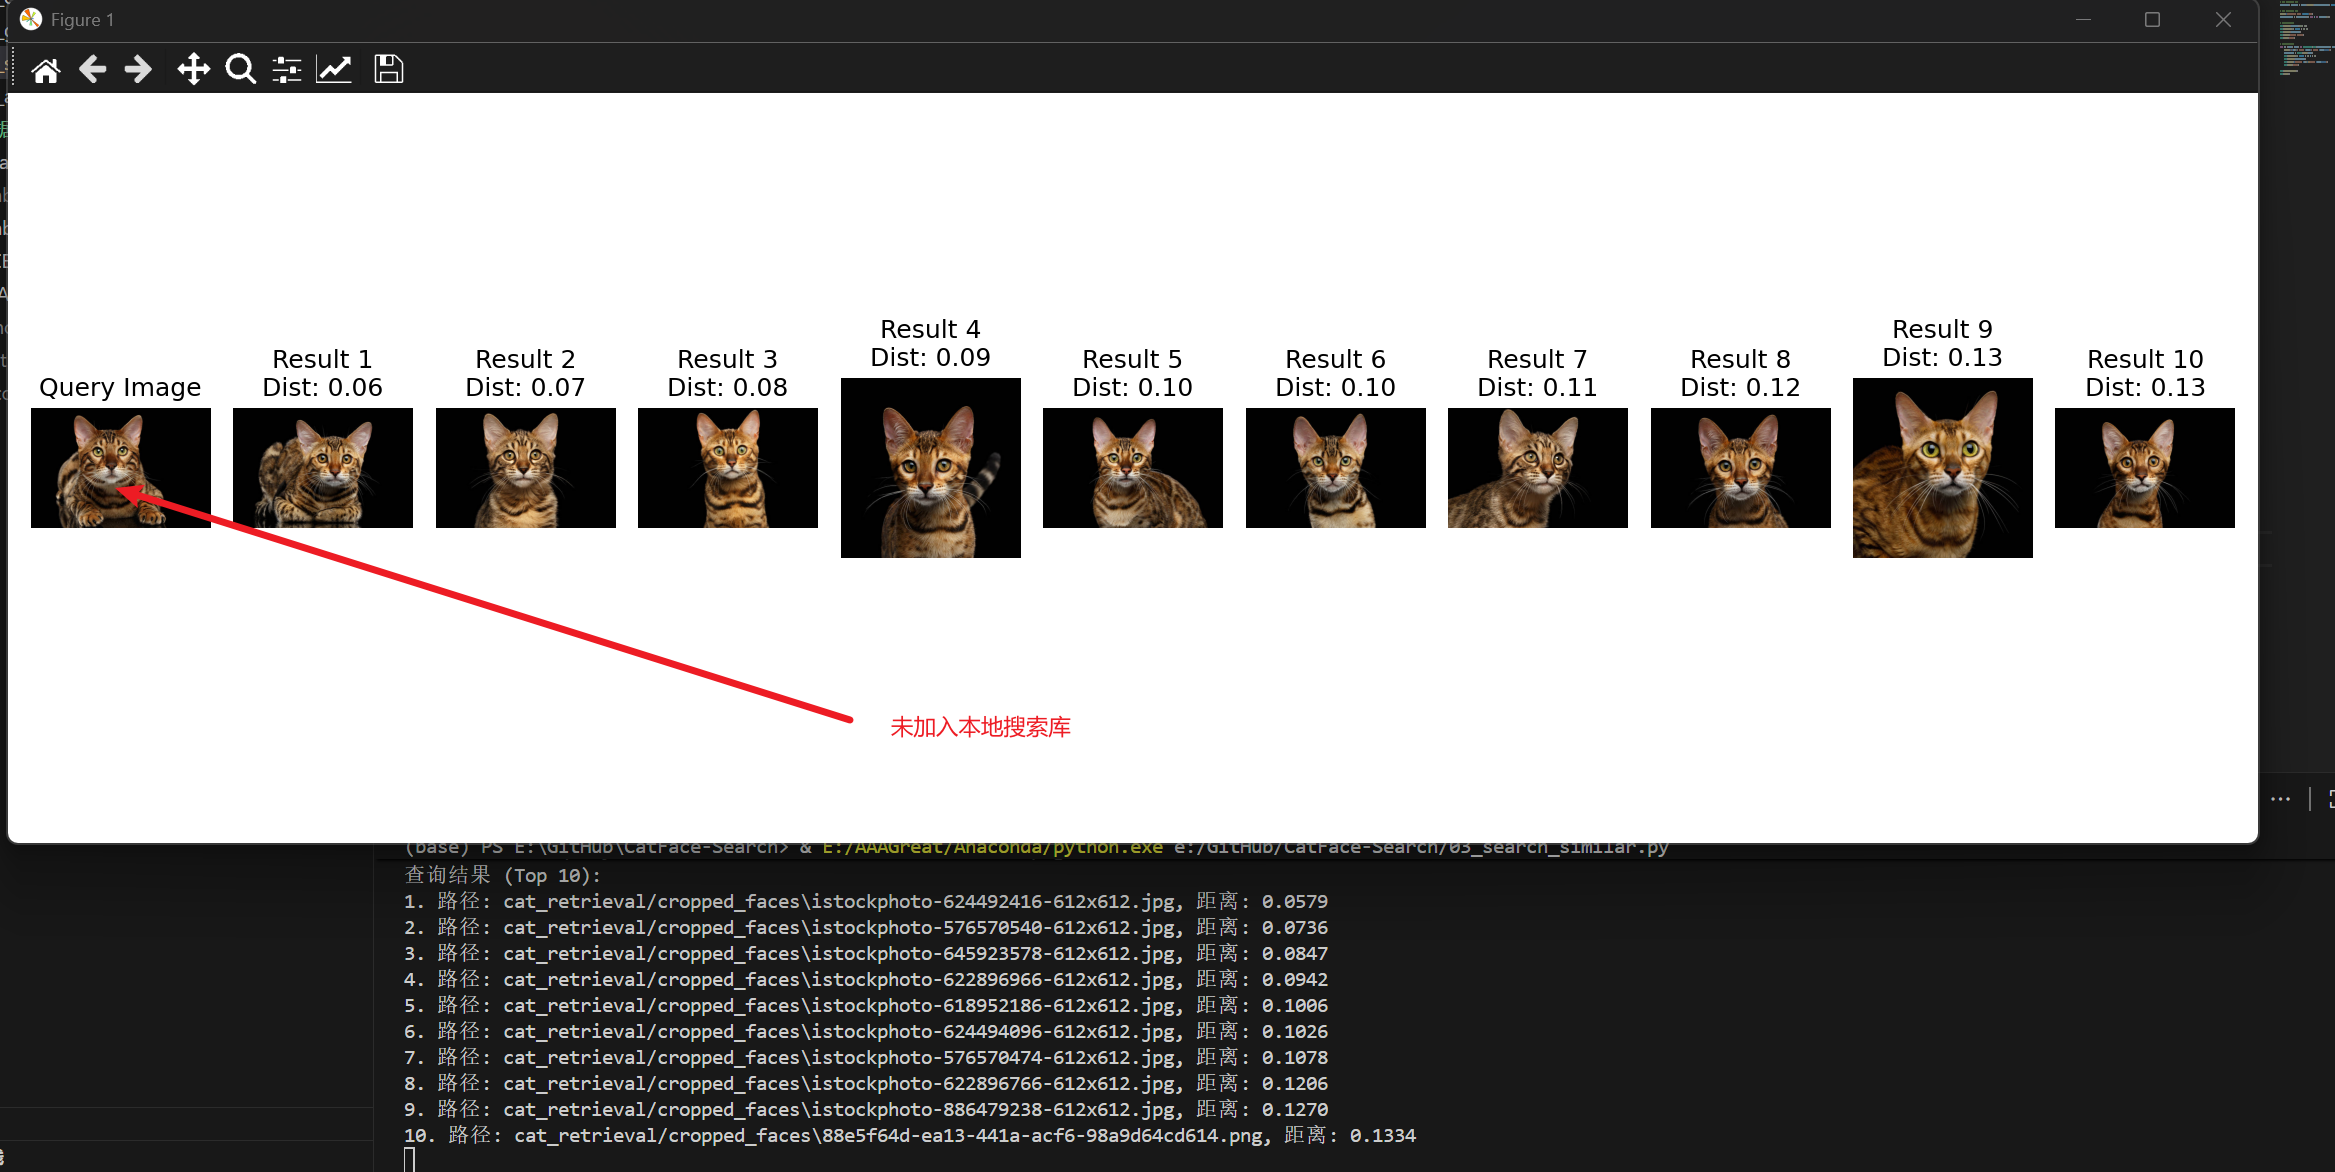 Figure 1
Query Image
Result 1
Dist: 0.06
Result 2
Dist: 0.07
Result 3
Dist: 0.08
Result 4
Dist: 0.09
Result 5
Dist: 0.10
Result 6
Dist: 0.10
Result 7
Dist: 0.11
Result 8
Dist: 0.12
Result 9
Dist: 0.13
Result 10
Dist: 0.13
未加入本地搜索库
(base) PS E:\GitHub\CatFace-Search> & E:/AAAGreat/Anaconda/python.exe e:/GitHub/CatFace-Search/03_search_similar.py
查询结果 (Top 10):
1. 路径: cat_retrieval/cropped_faces\istockphoto-624492416-612x612.jpg, 距离: 0.0579
2. 路径: cat_retrieval/cropped_faces\istockphoto-576570540-612x612.jpg, 距离: 0.0736
3. 路径: cat_retrieval/cropped_faces\istockphoto-645923578-612x612.jpg, 距离: 0.0847
4. 路径: cat_retrieval/cropped_faces\istockphoto-622896966-612x612.jpg, 距离: 0.0942
5. 路径: cat_retrieval/cropped_faces\istockphoto-618952186-612x612.jpg, 距离: 0.1006
6. 路径: cat_retrieval/cropped_faces\istockphoto-624494096-612x612.jpg, 距离: 0.1026
7. 路径: cat_retrieval/cropped_faces\istockphoto-576570474-612x612.jpg, 距离: 0.1078
8. 路径: cat_retrieval/cropped_faces\istockphoto-622896766-612x612.jpg, 距离: 0.1206
9. 路径: cat_retrieval/cropped_faces\istockphoto-886479238-612x612.jpg, 距离: 0.1270
10. 路径: cat_retrieval/cropped_faces\88e5f64d-ea13-441a-acf6-98a9d64cd614.png, 距离: 0.1334